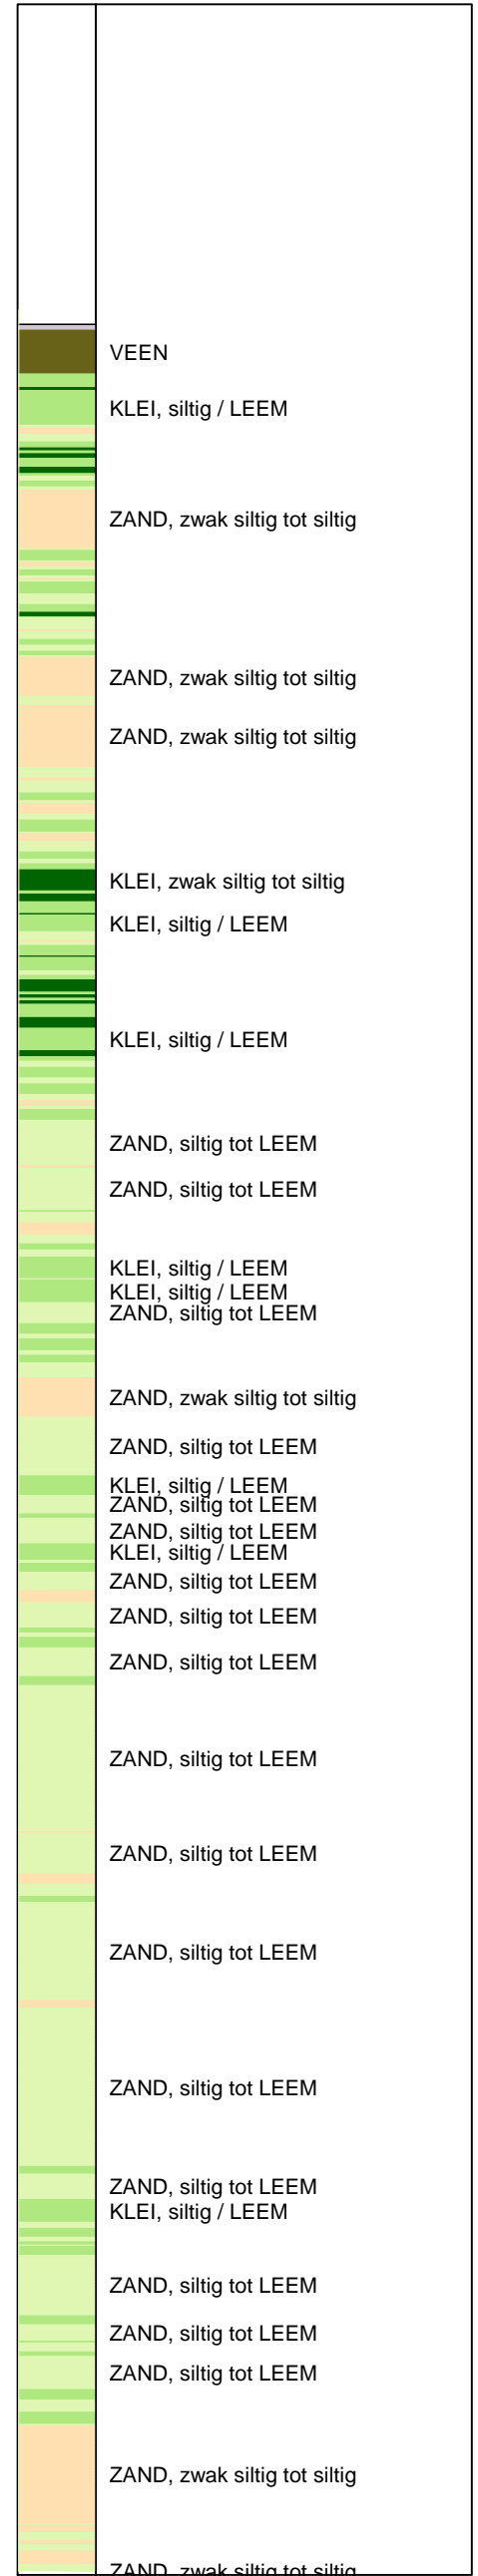 VEEN
KLEI, siltig / LEEM
ZAND, zwak siltig tot siltig
ZAND, zwak siltig tot siltig
ZAND, zwak siltig tot siltig
KLEI, zwak siltig tot siltig
KLEI, siltig / LEEM
KLEI, siltig / LEEM
ZAND, siltig tot LEEM
ZAND, siltig tot LEEM
KLEI, siltig / LEEM
KLEI, siltig / LEEM
ZAND, siltig tot LEEM
ZAND, zwak siltig tot siltig
ZAND, siltig tot LEEM
KLEI, siltig / LEEM
ZAND, siltig tot LEEM
ZAND, siltig tot LEEM
KLEI, siltig / LEEM
ZAND, siltig tot LEEM
ZAND, siltig tot LEEM
ZAND, siltig tot LEEM
ZAND, siltig tot LEEM
ZAND, siltig tot LEEM
ZAND, siltig tot LEEM
ZAND, siltig tot LEEM
ZAND, siltig tot LEEM
KLEI, siltig / LEEM
ZAND, siltig tot LEEM
ZAND, siltig tot LEEM
ZAND, siltig tot LEEM
ZAND, zwak siltig tot siltig
ZAND, zwak siltig tot siltig